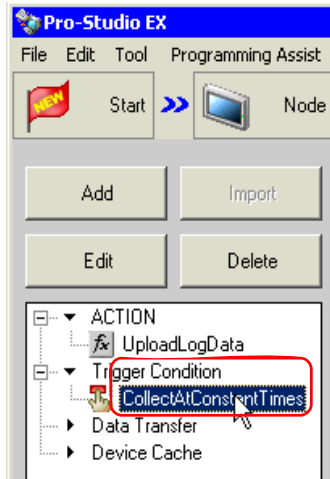 Pro-Studio EX
File Edit Tool Programming Assist
NEW Start Node
Add Import
Edit Delete
ACTION
fx UploadLogData
Trigger Condition
CollectAtConstentTimes
Data Transfer
Device Cache